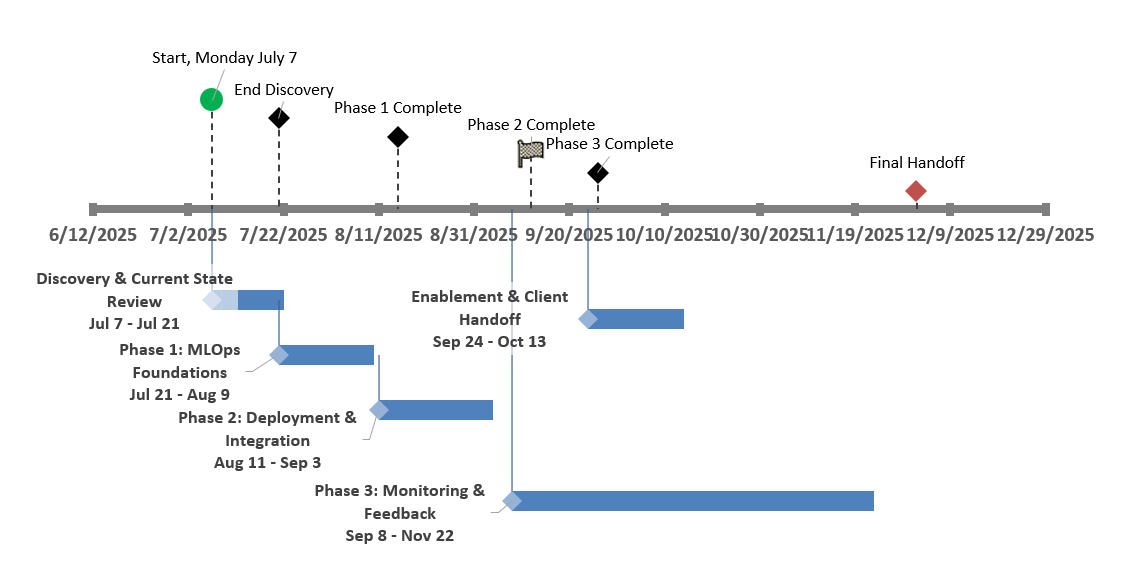 Start, Monday July 7
End Discovery
Phase 1 Complete
Phase 2 Complete
Phase 3 Complete
Final Handoff
6/12/2025 7/2/2025 7/22/2025 8/11/2025 8/31/2025 9/20/2025 10/10/2025 10/30/2025 11/19/2025 12/9/2025 12/29/2025
Discovery & Current State
Review
Jul 7 - Jul 21
Enablement & Client
Handoff
Sep 24 - Oct 13
Phase 1: MLOps
Foundations
Jul 21 - Aug 9
Phase 2: Deployment &
Integration
Aug 11 - Sep 3
Phase 3: Monitoring &
Feedback
Sep 8 - Nov 22